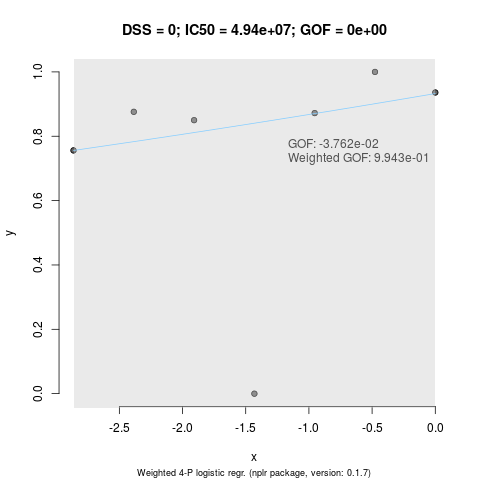 DSS = 0; IC50 = 4.94e+07; GOF = 0e+00
1.0
0.8
0.6
0.4
0.2
0.0
y
GOF: -3.762e-02
Weighted GOF: 9.943e-01
-2.5 -2.0 -1.5 -1.0 -0.5 0.0
x
Weighted 4-P logistic regr. (nplr package, version: 0.1.7)